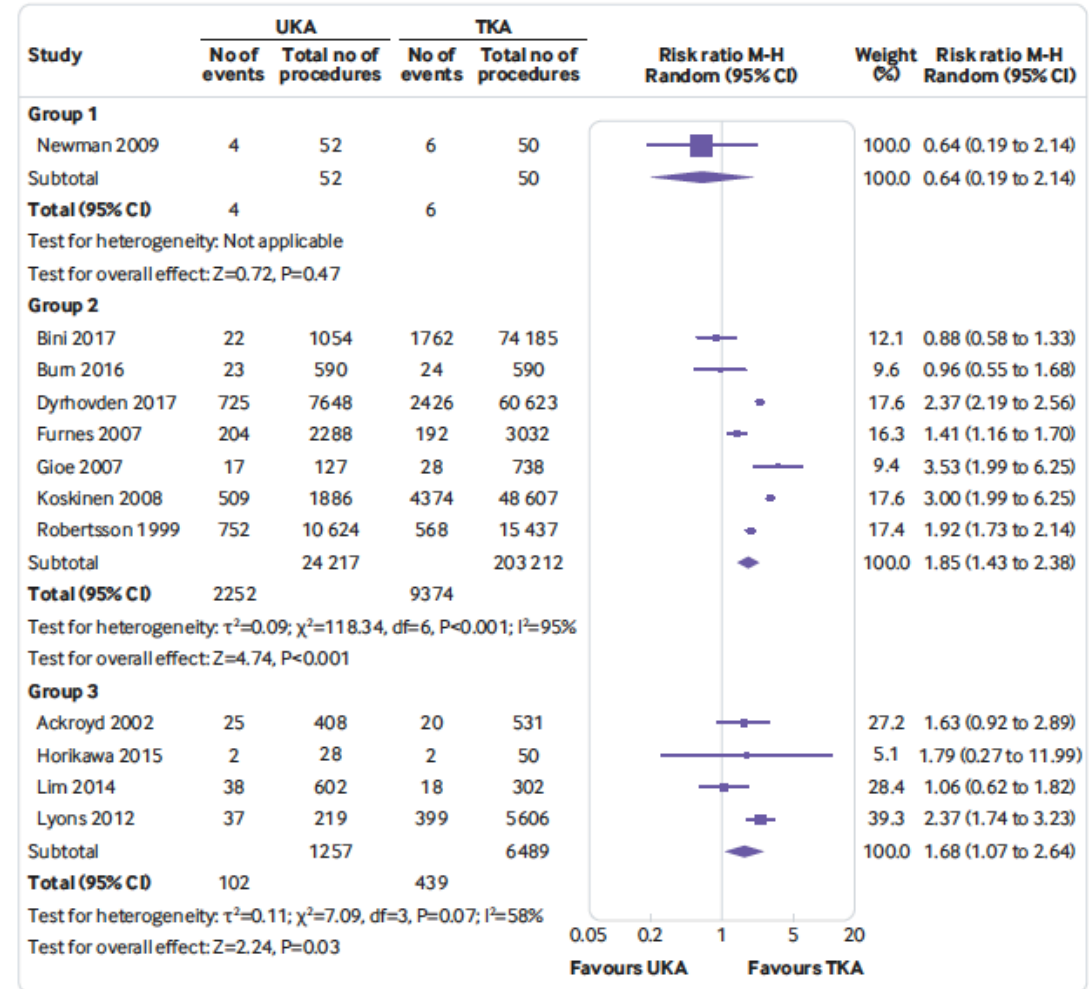 UKA TKA
Study No of events Total no of procedures No of events Total no of procedures Risk ratio M-H Random (95% CI) Weight (%) Risk ratio M-H Random (95% CI)
Group 1
Newman 2009 4 52 6 50 100.0 0.64 (0.19 to 2.14)
Subtotal 52 50 100.0 0.64 (0.19 to 2.14)
Total (95% CI) 4 6
Test for heterogeneity: Not applicable
Test for overall effect: Z=0.72, P=0.47
Group 2
Bini 2017 22 1054 1762 74 185 12.1 0.88 (0.58 to 1.33)
Burn 2016 23 590 24 590 9.6 0.96 (0.55 to 1.68)
Dyrhovden 2017 725 7648 2426 60 623 17.6 2.37 (2.19 to 2.56)
Furnes 2007 204 2288 192 3032 16.3 1.41 (1.16 to 1.70)
Gioe 2007 17 127 28 738 9.4 3.53 (1.99 to 6.25)
Koskinen 2008 509 1886 4374 48 607 17.6 3.00 (1.99 to 6.25)
Robertsson 1999 752 10 624 568 15 437 17.4 1.92 (1.73 to 2.14)
Subtotal 24 217 203 212 100.0 1.85 (1.43 to 2.38)
Total (95% CI) 2252 9374
Test for heterogeneity: τ²=0.09; χ²=118.34, df=6, P<0.001; I²=95%
Test for overall effect: Z=4.74, P<0.001
Group 3
Ackroyd 2002 25 408 20 531 27.2 1.63 (0.92 to 2.89)
Horikawa 2015 2 28 2 50 5.1 1.79 (0.27 to 11.99)
Lim 2014 38 602 18 302 28.4 1.06 (0.62 to 1.82)
Lyons 2012 37 219 399 5606 39.3 2.37 (1.74 to 3.23)
Subtotal 1257 6489 100.0 1.68 (1.07 to 2.64)
Total (95% CI) 102 439
Test for heterogeneity: τ²=0.11; χ²=7.09, df=3, P=0.07; I²=58%
Test for overall effect: Z=2.24, P=0.03
0.05 0.2 1 5 20
Favours UKA Favours TKA